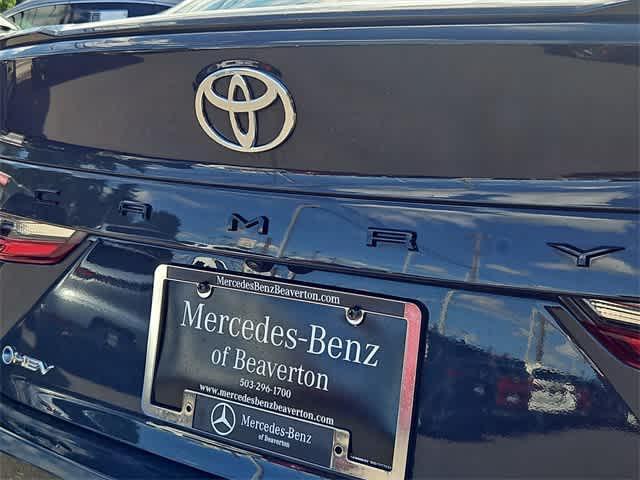 CAMRY
MercedesBenzBeaverton.com
Mercedes-Benz
of Beaverton
503-296-1700
www.mercedesbenzbeaverton.com
Mercedes-Benz
of Beaverton
HEV